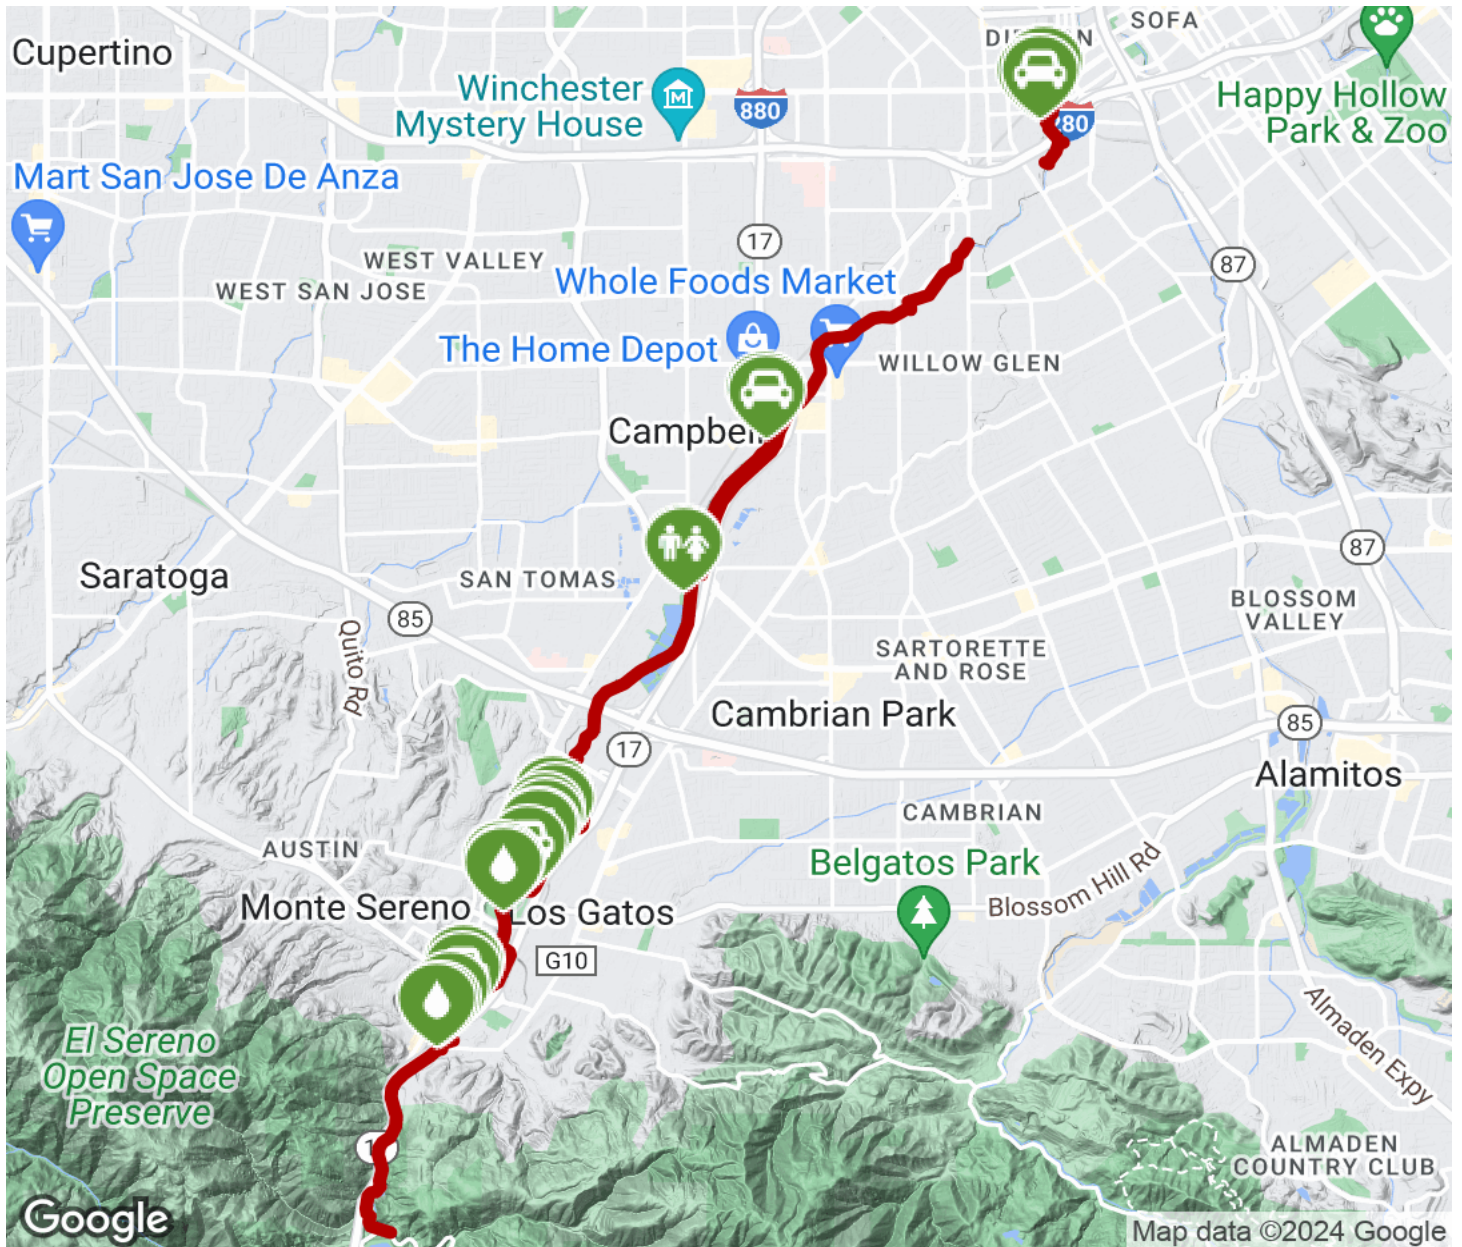 SOFA
Cupertino
Winchester
Mystery House
880
Happy Hollow
Park & Zoo
Mart San Jose De Anza
17
WEST VALLEY
87
WEST SAN JOSE
Whole Foods Market
The Home Depot
WILLOW GLEN
87
Saratoga
SAN TOMAS
85
BLOSSOM
VALLEY
Quito Rd
SARTORETTE
AND ROSE
Cambrian Park
85
17
Alamitos
CAMBRIAN
AUSTIN
Belgatos Park
Blossom Hill Rd
Monte Sereno
Los Gatos
G10
Almaden Expy
El Sereno
Open Space
Preserve
ALMADEN
COUNTRY CLUB
Google
Map data ©2024 Google